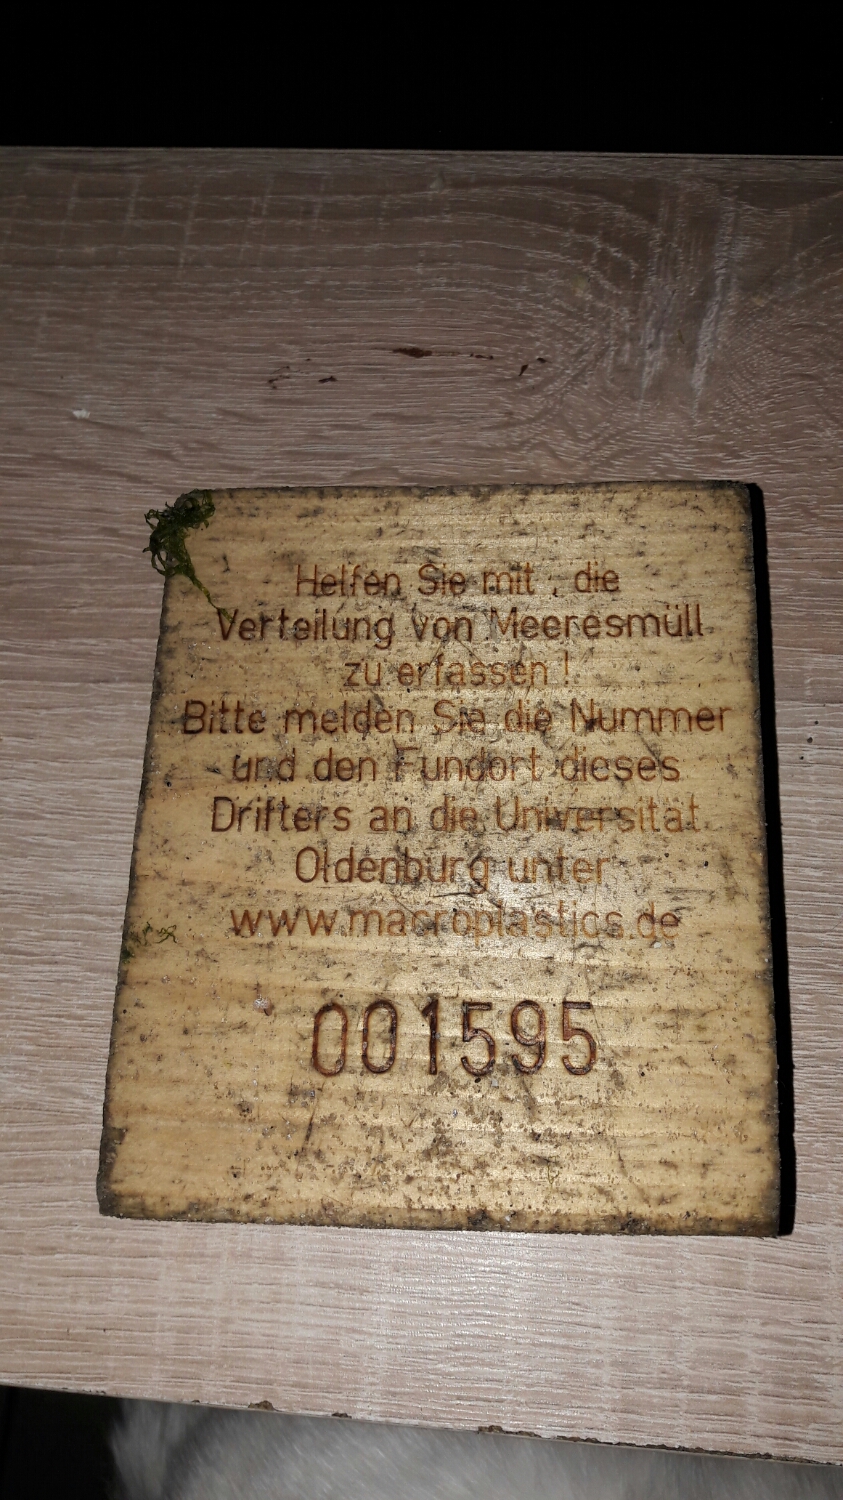 Helfen Sie mit, die
Verteilung von Meeresmüll
zu erfassen!
Bitte melden Sie die Nummer
und den Fundort dieses
Drifters an die Universität
Oldenburg unter
www.macroplastics.de
001595